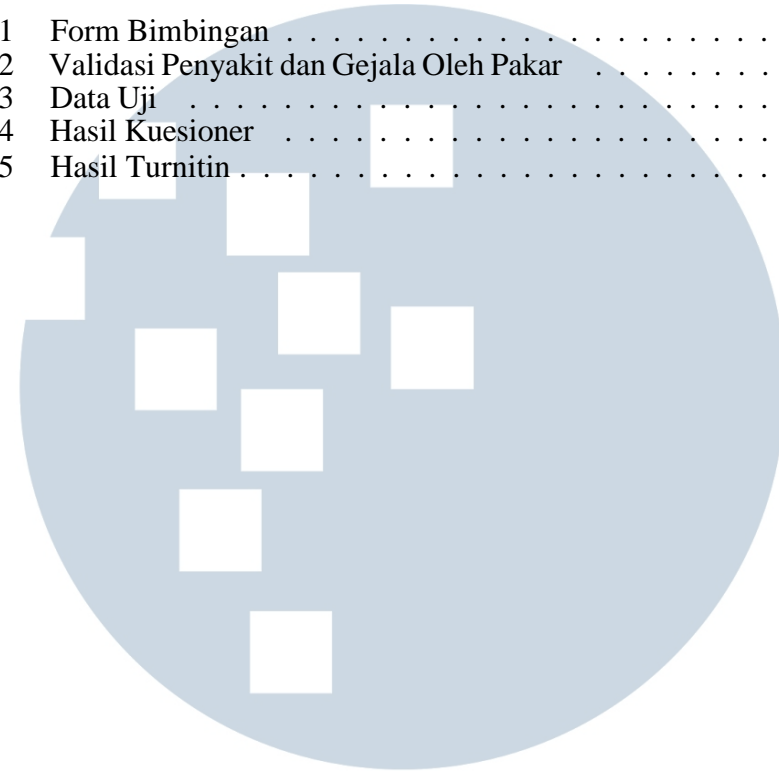 1 Form Bimbingan . . . . . . . . . . . . . . . . . . . . . . .
2 Validasi Penyakit dan Gejala Oleh Pakar . . . . . . . .
3 Data Uji . . . . . . . . . . . . . . . . . . . . . . . . . . . .
4 Hasil Kuesioner . . . . . . . . . . . . . . . . . . . . . . .
5 Hasil Turnitin . . . . . . . . . . . . . . . . . . . . . . . . .